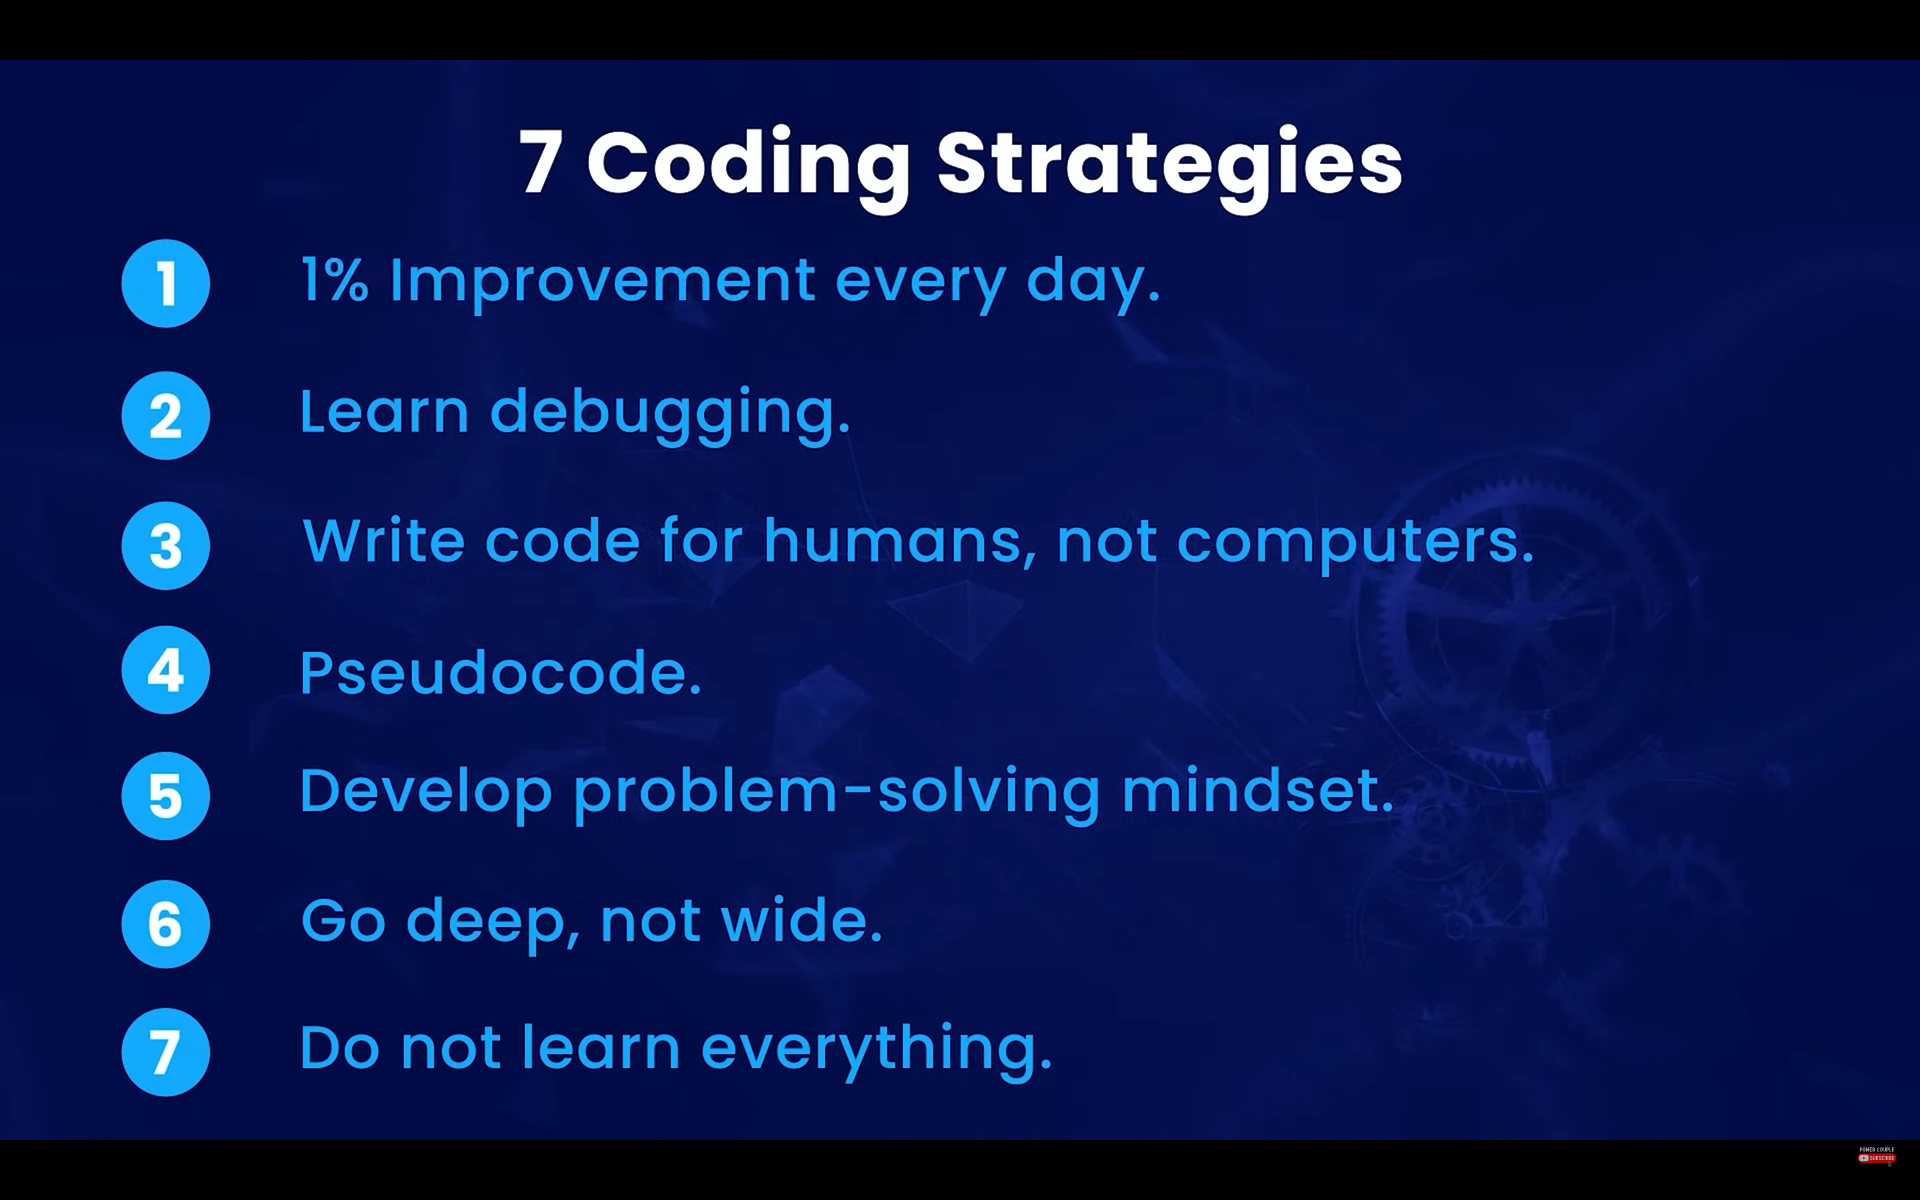 7 Coding Strategies
1 1% Improvement every day.
2 Learn debugging.
3 Write code for humans, not computers.
4 Pseudocode.
5 Develop problem-solving mindset.
6 Go deep, not wide.
7 Do not learn everything.
POWER COUPLE
SUBSCRIBE